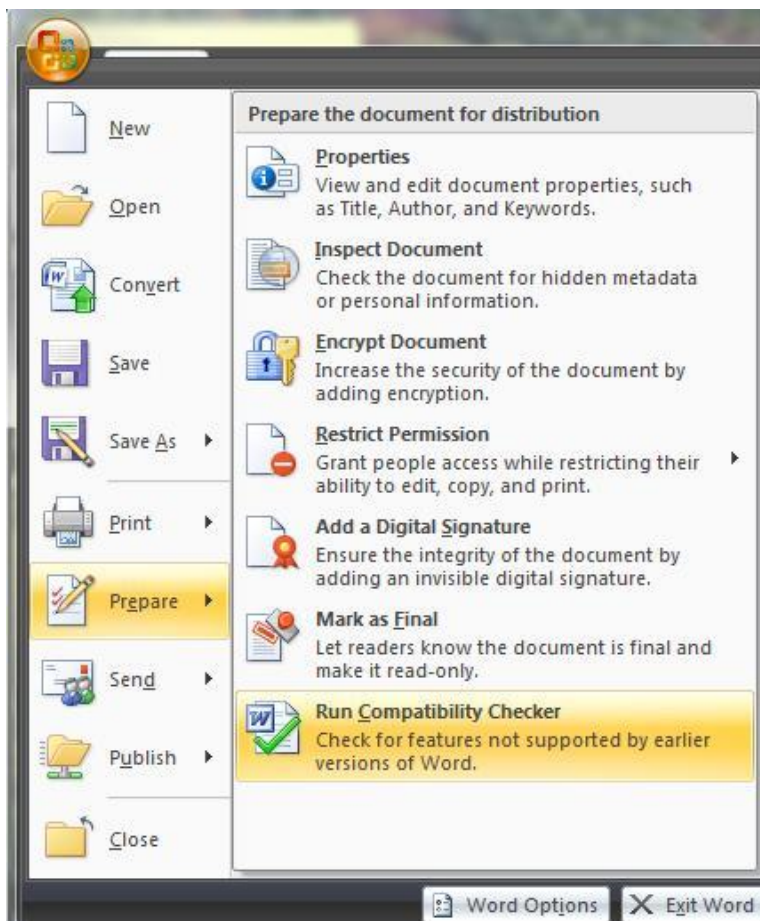 New
Open
Convert
Save
Save As
Print
Prepare
Send
Publish
Close
Prepare the document for distribution
Properties
View and edit document properties, such
as Title, Author, and Keywords.
Inspect Document
Check the document for hidden metadata
or personal information.
Encrypt Document
Increase the security of the document by
adding encryption.
Restrict Permission
Grant people access while restricting their
ability to edit, copy, and print.
Add a Digital Signature
Ensure the integrity of the document by
adding an invisible digital signature.
Mark as Final
Let readers know the document is final and
make it read-only.
Run Compatibility Checker
Check for features not supported by earlier
versions of Word.
Word Options
Exit Word